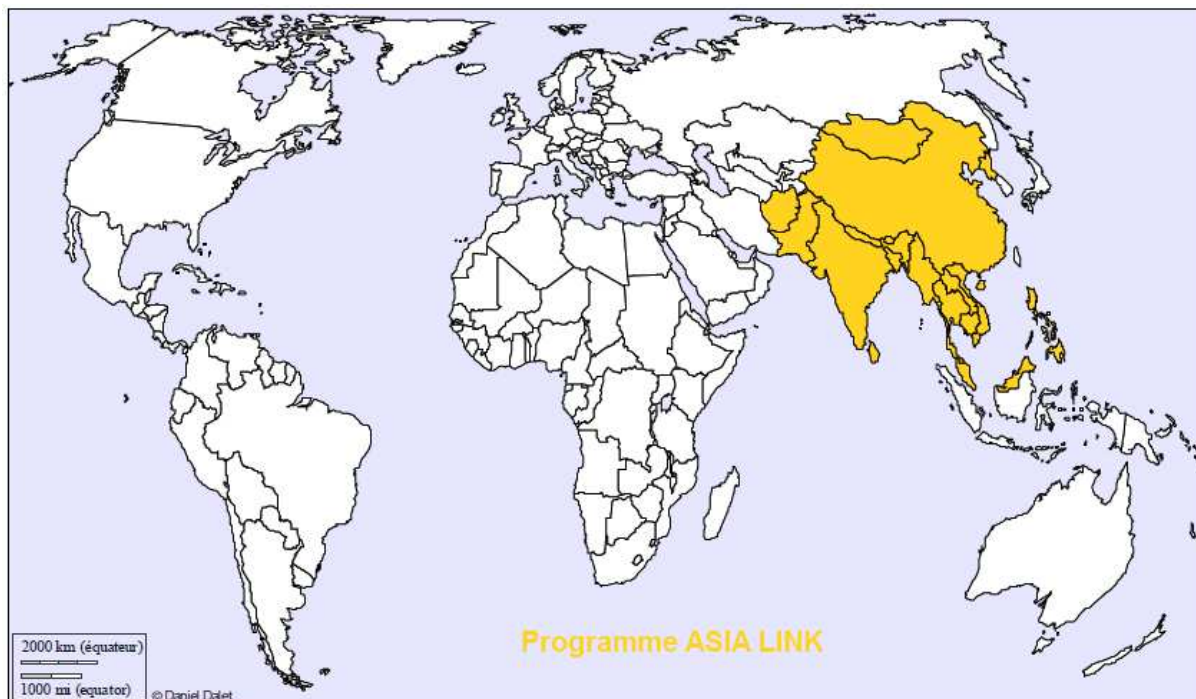 Programme ASIA LINK
2000 km (équateur)
1000 mi (equator)
© Daniel Dalet